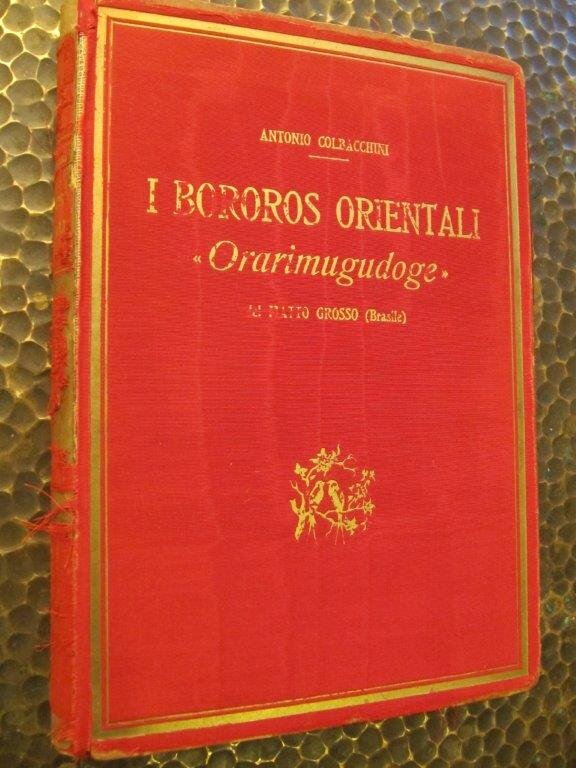 ANTONIO COLBACCHINI
I BOROROS ORIENTALI
« Orarimugudoge »
MATTO GROSSO (Brasile)